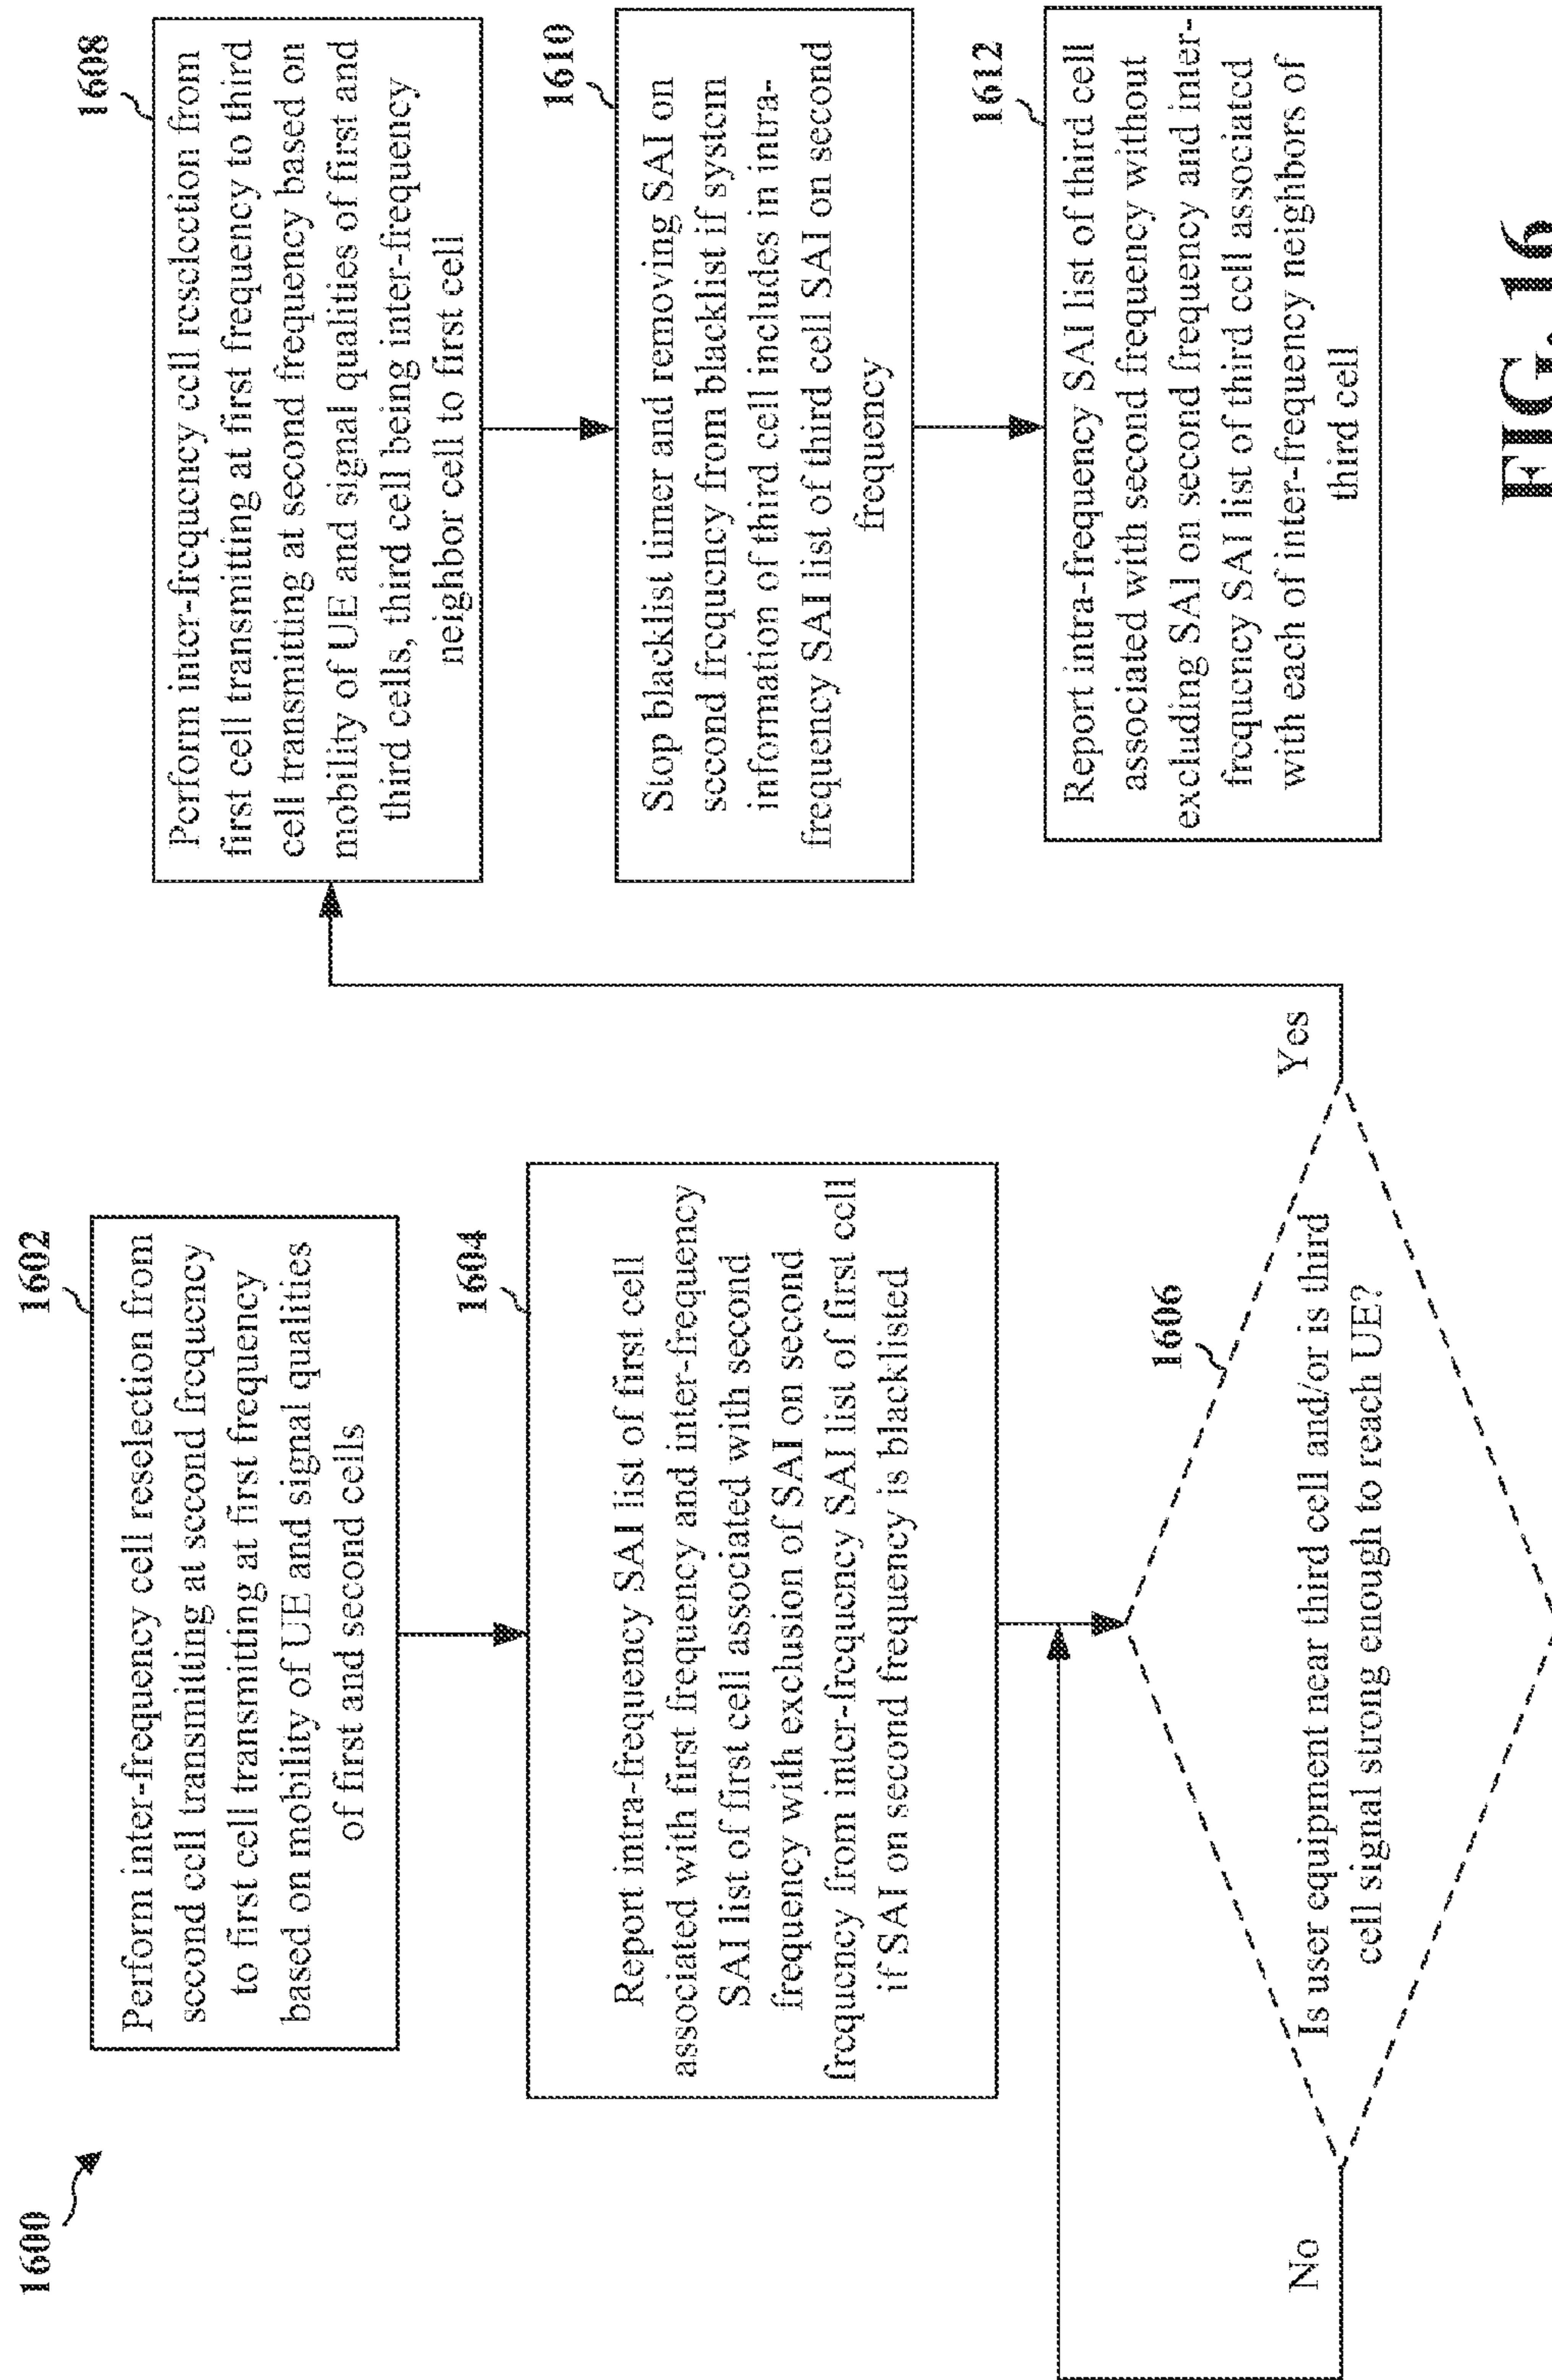 1600
1602
Perform inter-frequency cell reselection from
second cell transmitting at second frequency
to first cell transmitting at first frequency
based on mobility of UE and signal qualities
of first and second cells
1604
Report intra-frequency SAI list of first cell
associated with first frequency and inter-frequency
SAI list of first cell associated with second
frequency with exclusion of SAI on second
frequency from inter-frequency SAI list of first cell
if SAI on second frequency is blacklisted
1606
Is user equipment near third cell and/or is third
cell signal strong enough to reach UE?
No
Yes
1608
Perform inter-frequency cell reselection from
first cell transmitting at first frequency to third
cell transmitting at second frequency based on
mobility of UE and signal qualities of first and
third cells, third cell being inter-frequency
neighbor cell to first cell
1610
Stop blacklist timer and removing SAI on
second frequency from blacklist if system
information of third cell includes in intra-
frequency SAI list of third cell SAI on second
frequency
1612
Report intra-frequency SAI list of third cell
associated with second frequency without
excluding SAI on second frequency and inter-
frequency SAI list of third cell associated
with each of inter-frequency neighbors of
third cell
FIG. 16